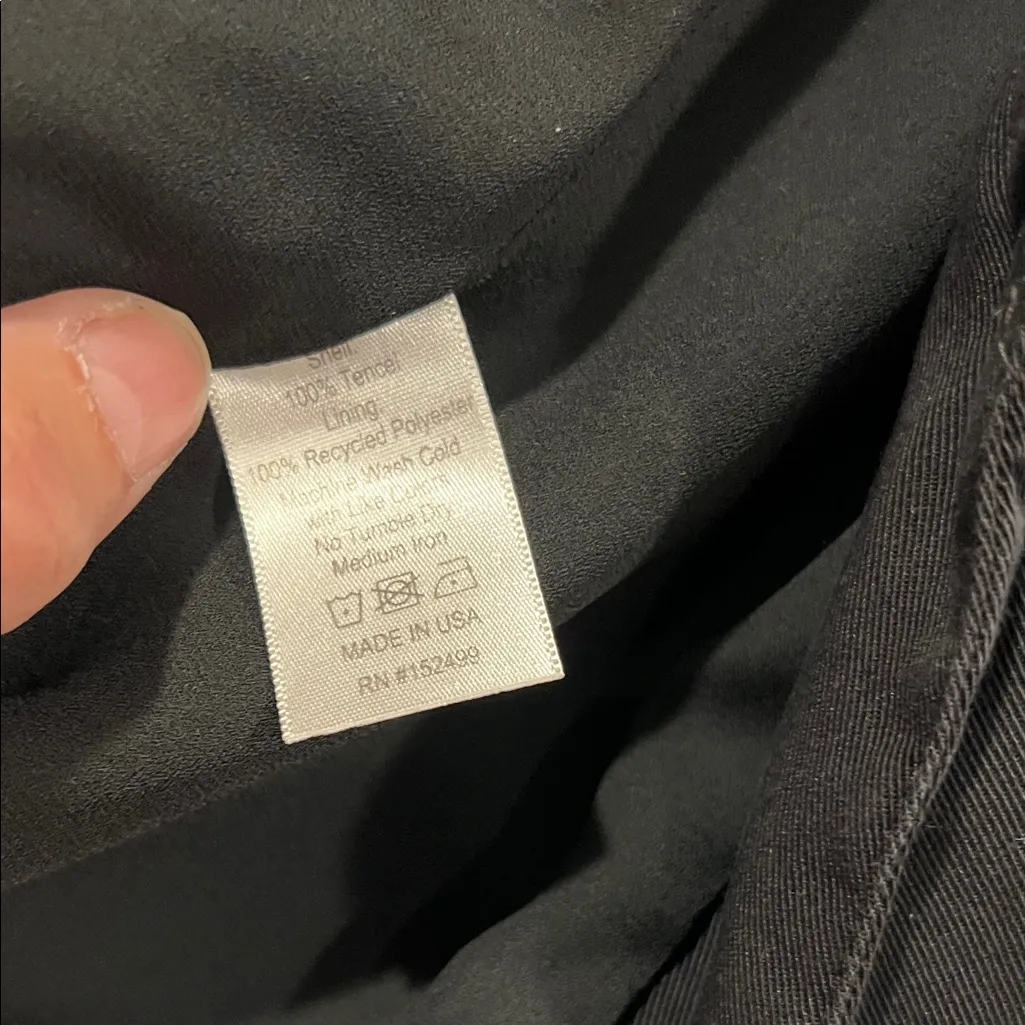 Shell:
100% Tencel
Lining:
100% Recycled Polyester
Machine Wash Cold
with Like Colors
No Tumble Dry
Medium Iron
MADE IN USA
RN #152499